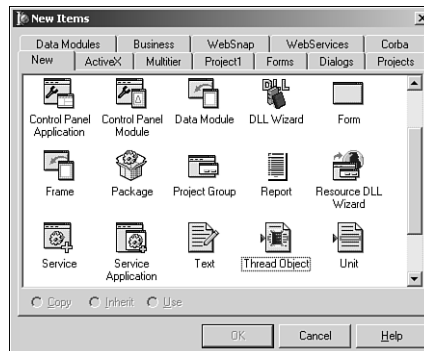 New Items
Data Modules Business WebSnap WebServices Corba
New ActiveX Multitier Project1 Forms Dialogs Projects
Control Panel Application Control Panel Module Data Module DLL Wizard Form
Frame Package Project Group Report Resource DLL Wizard
Service Service Application Text Thread Object Unit
Copy Inherit Use
OK Cancel Help